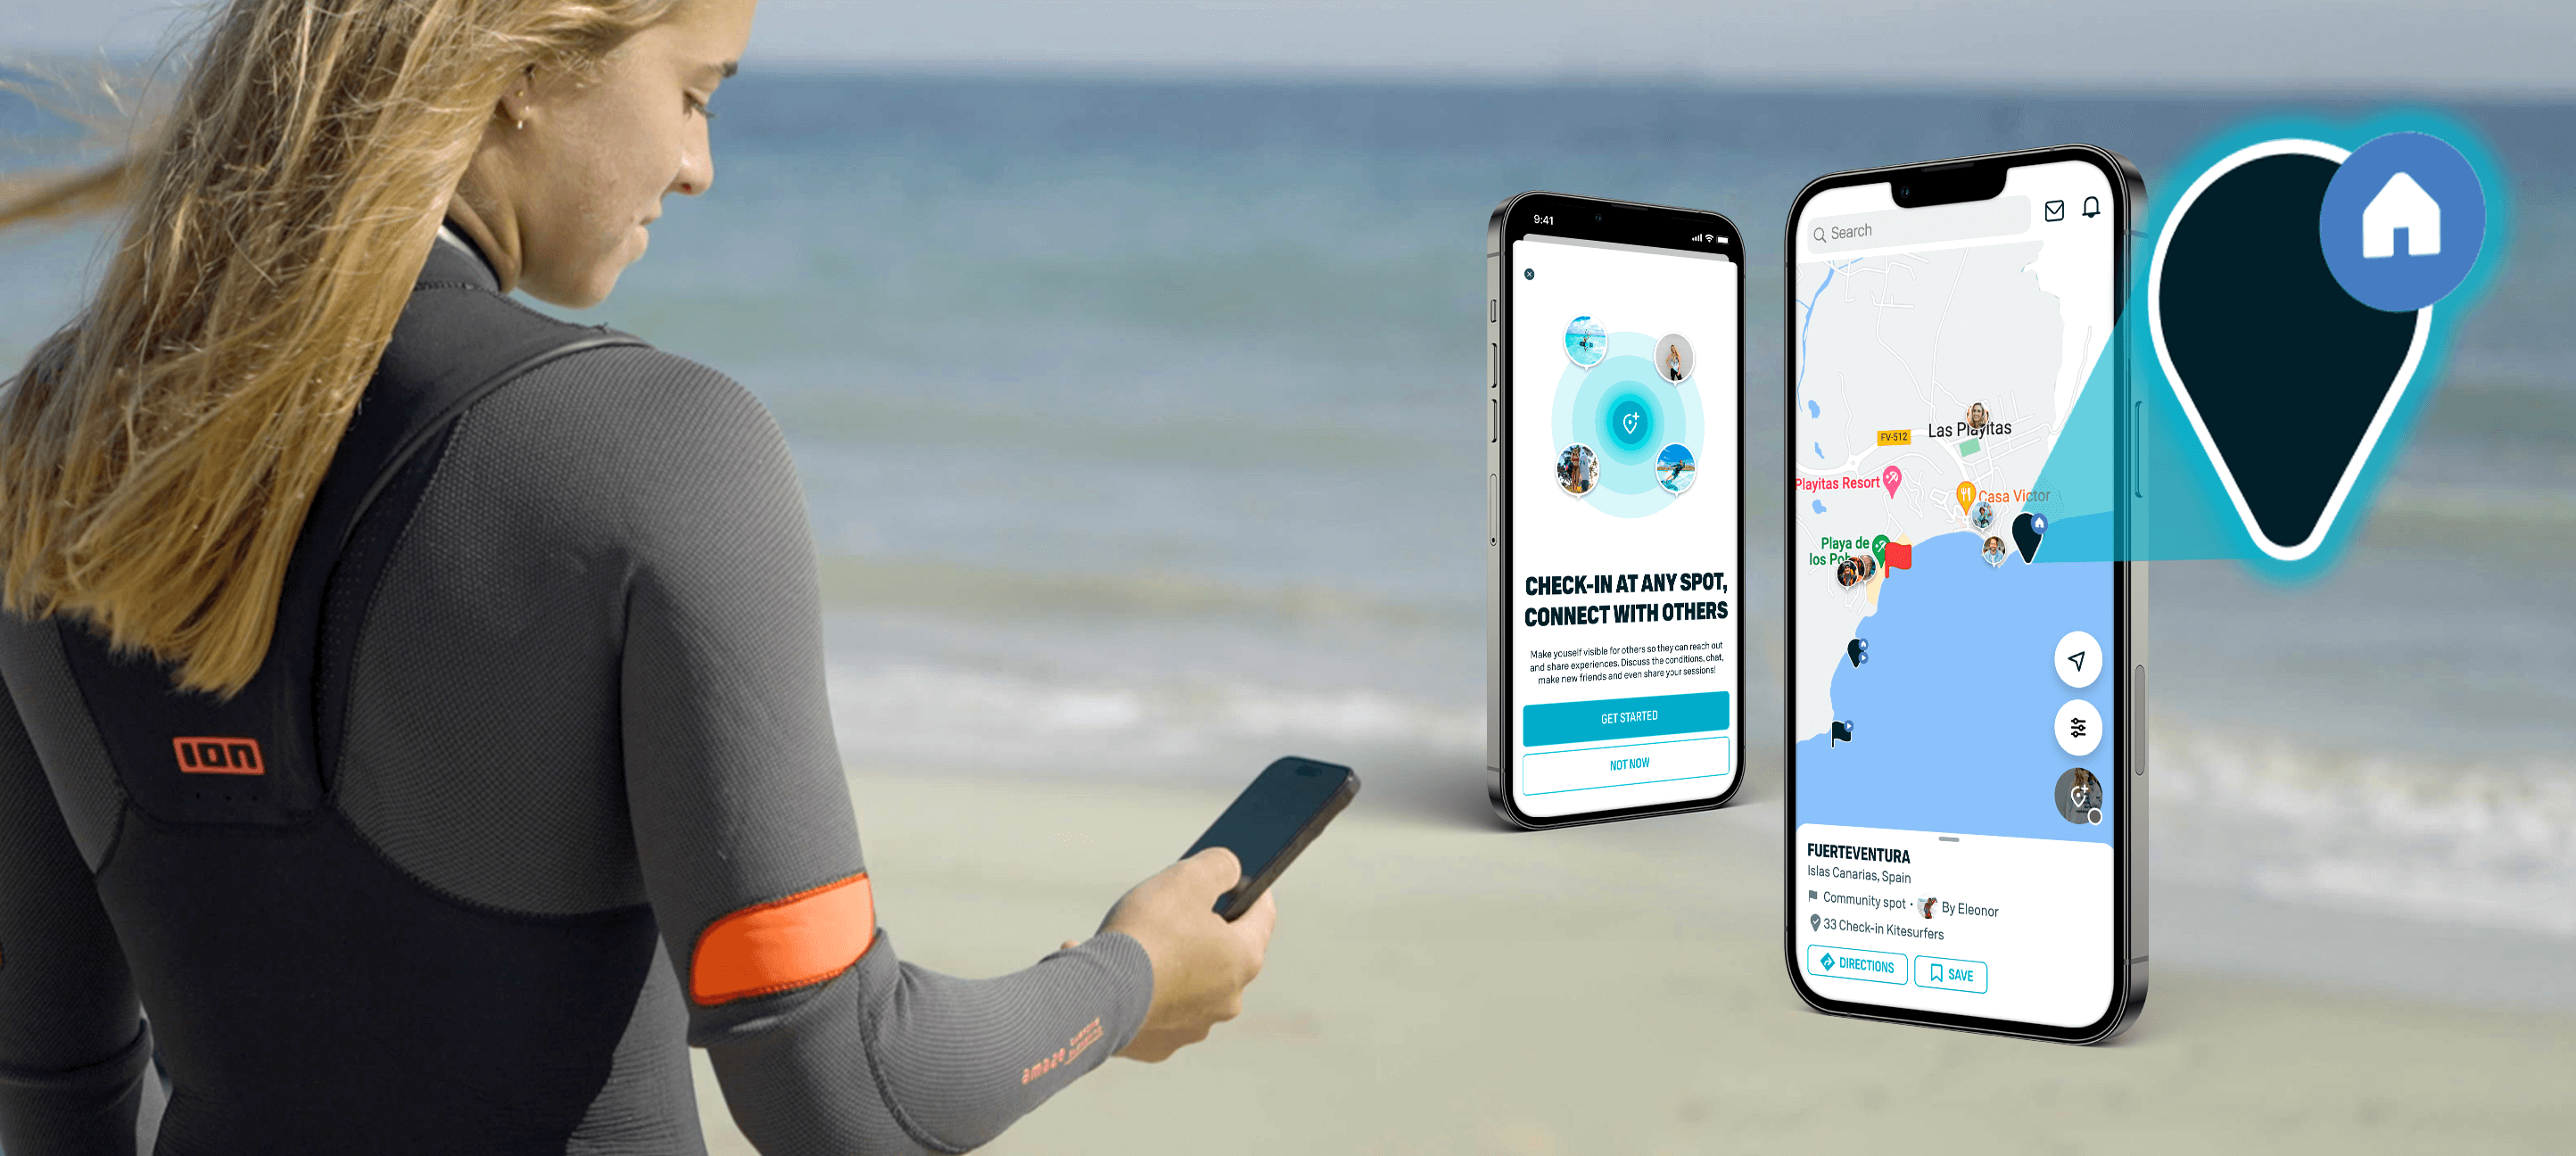 ION
amaze
9:41
CHECK-IN AT ANY SPOT,
CONNECT WITH OTHERS
Make youself visible for others so they can reach out
and share experiences. Discuss the conditions, chat,
make new friends and even share your sessions!
GET STARTED
NOT NOW
Search
FV-512
Las Playitas
Playitas Resort
Casa Victor
Playa de
los
FUERTEVENTURA
Islas Canarias, Spain
Community spot • By Eleonor
33 Check-in Kitesurfers
DIRECTIONS
SAVE